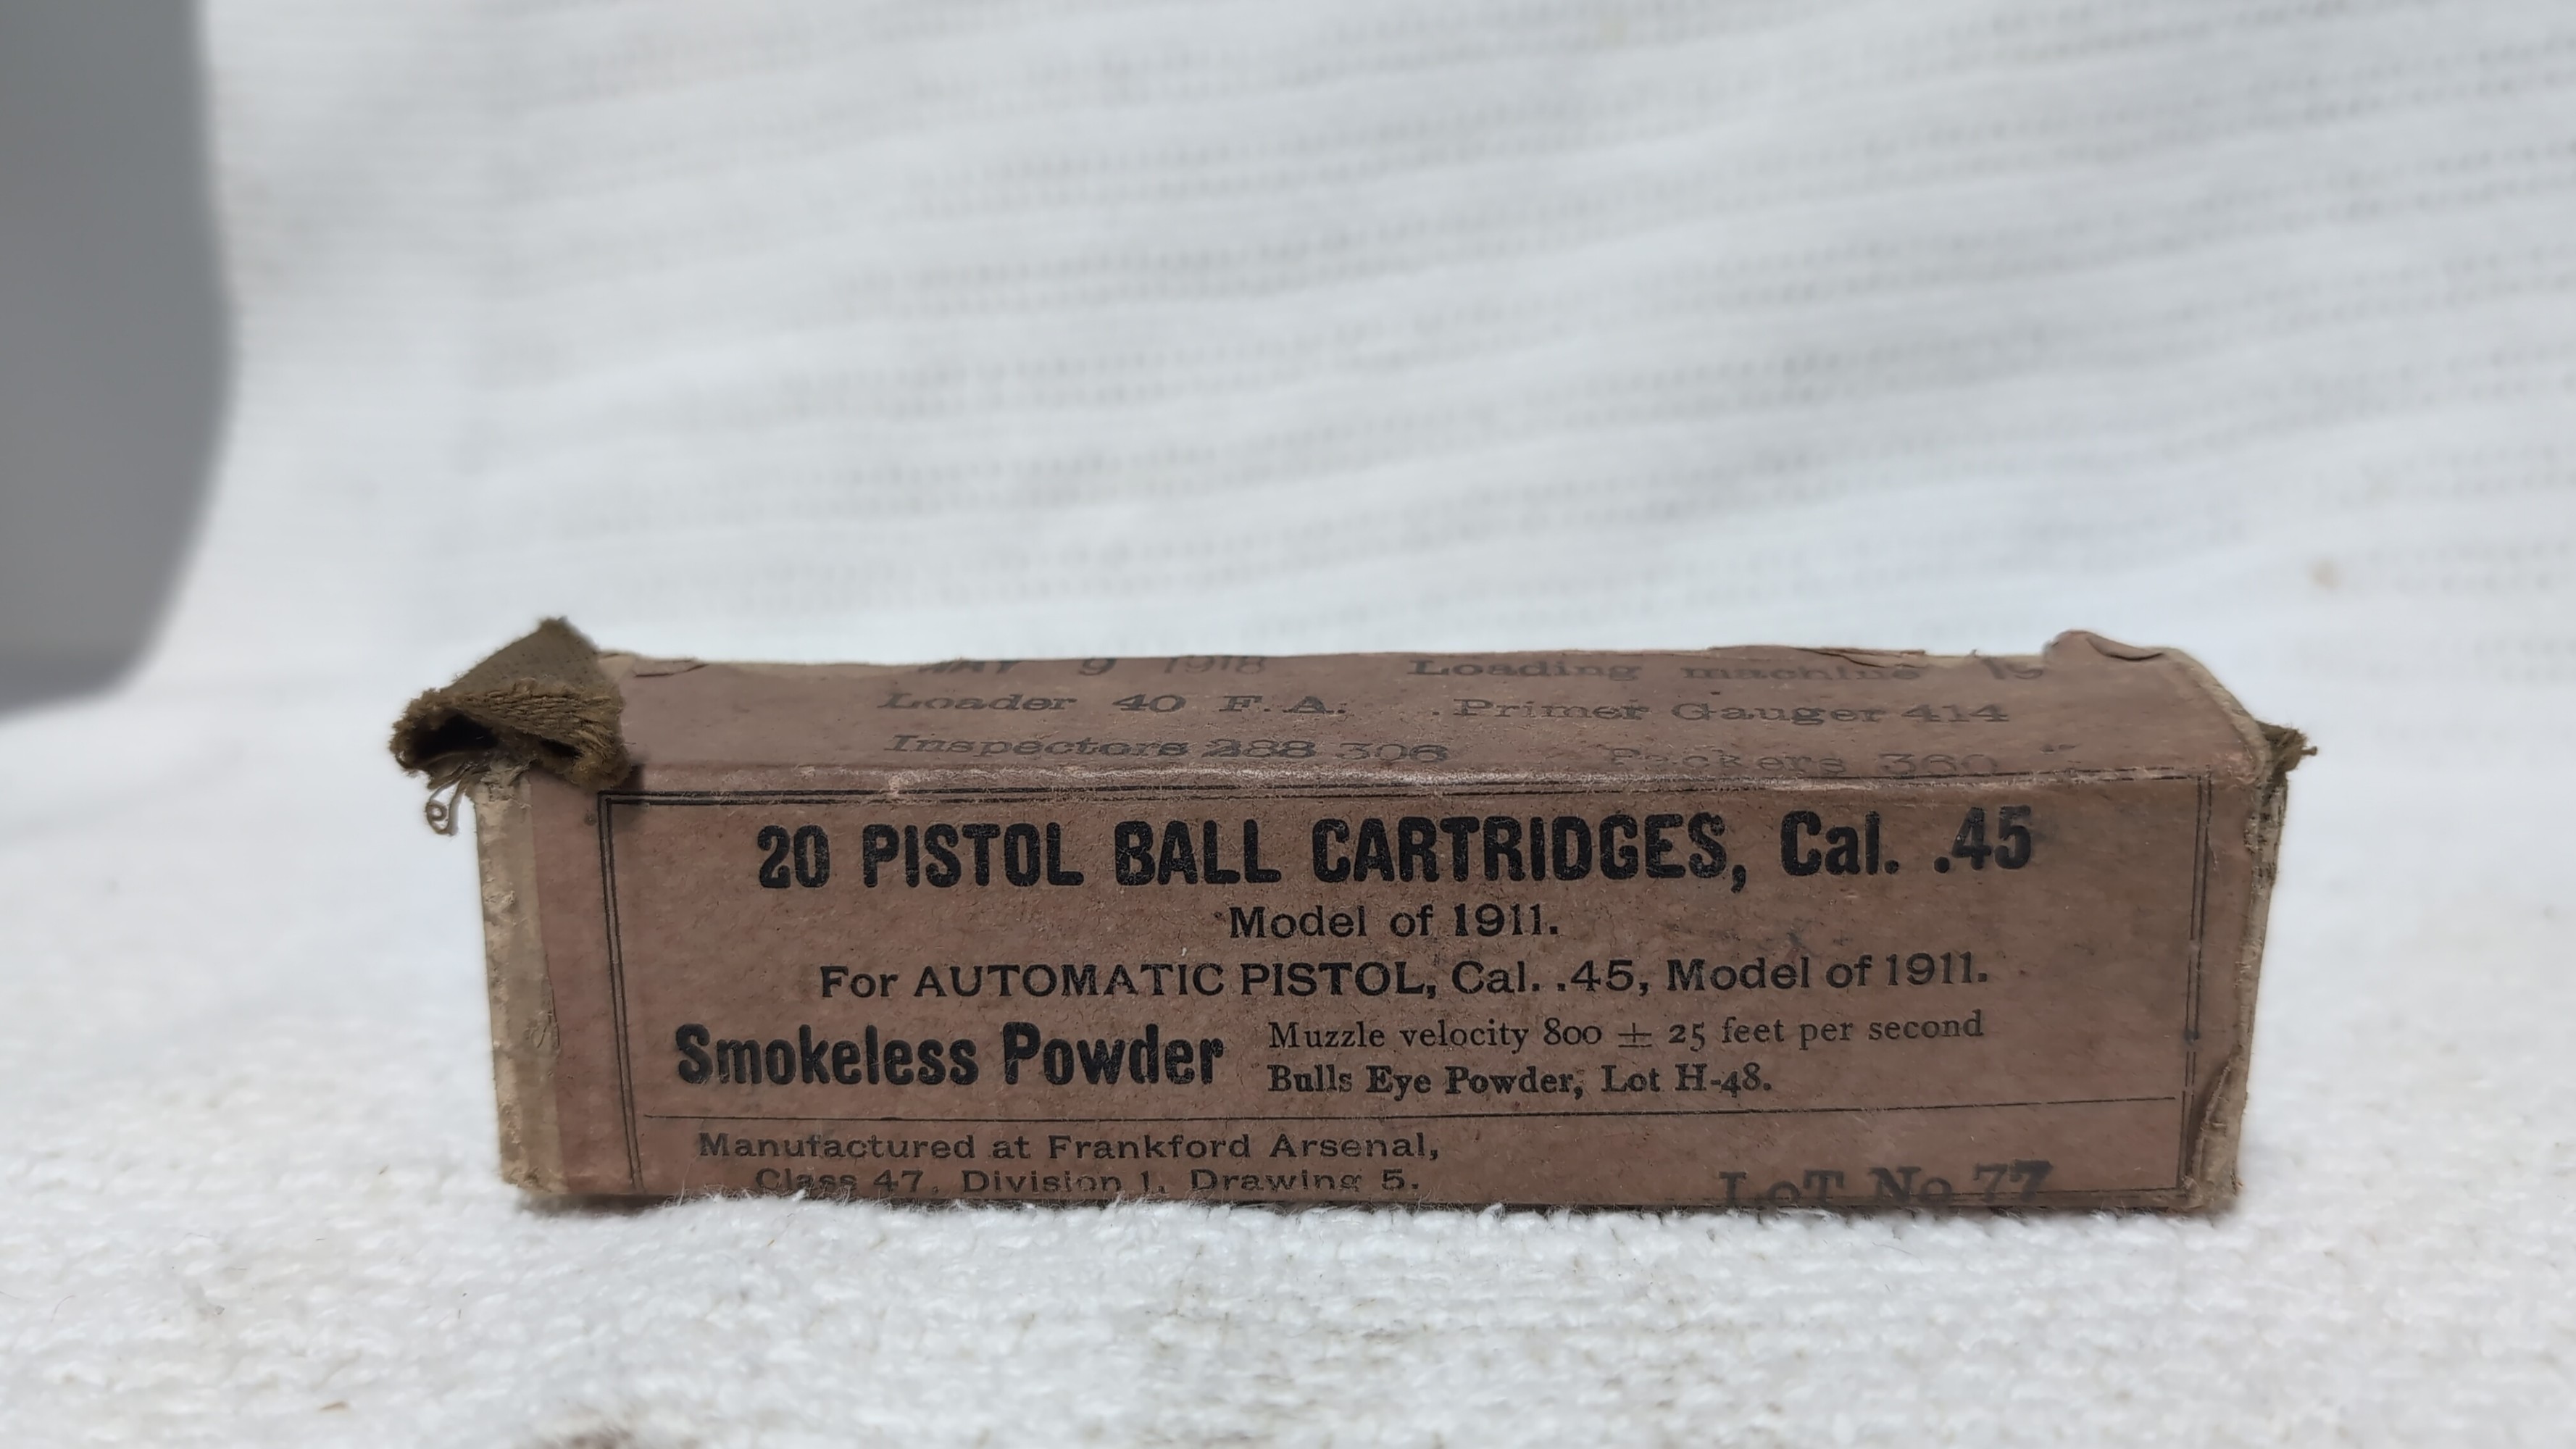 MAY 9 1918 Loading machine
Loader 40 F. A. Primer Gauger 414
Inspectors 288 306 Packers 360
20 PISTOL BALL CARTRIDGES, Cal. .45
Model of 1911.
For AUTOMATIC PISTOL, Cal. .45, Model of 1911.
Smokeless Powder
Muzzle velocity 800 ± 25 feet per second
Bulls Eye Powder, Lot H-48.
Manufactured at Frankford Arsenal,
Class 47, Division 1, Drawing 5.
LoT No 77